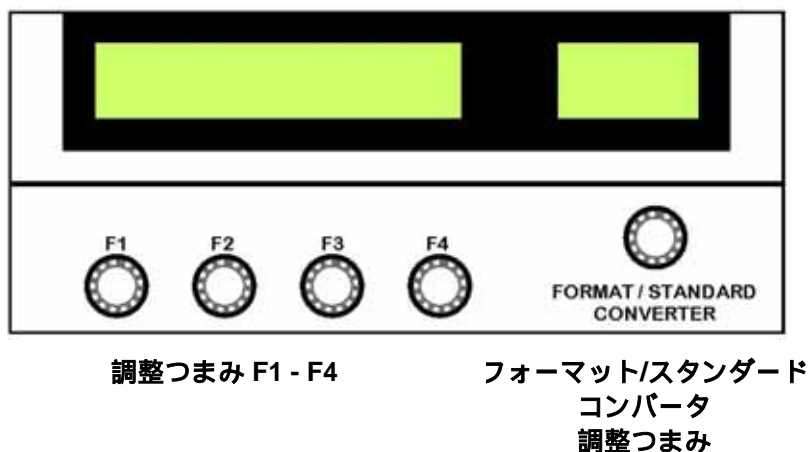 F1 F2 F3 F4
FORMAT / STANDARD
CONVERTER
調整つまみ F1 - F4
フォーマット/スタンダード
コンバータ
調整つまみ